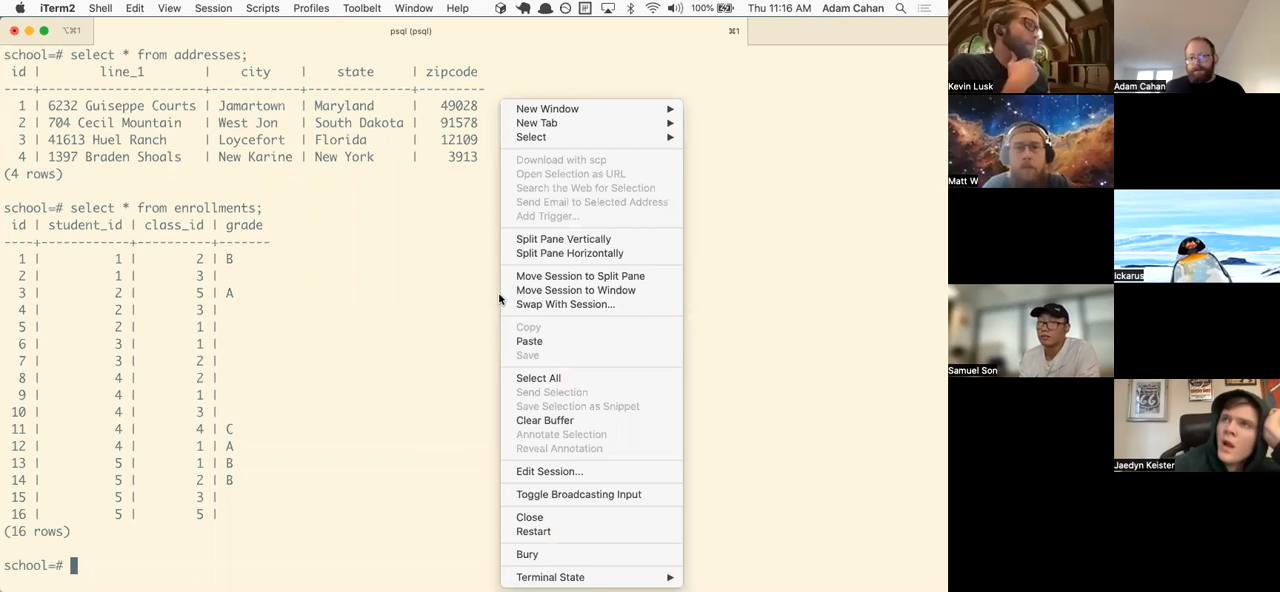 iTerm2 Shell Edit View Session Scripts Profiles Toolbelt Window Help 100% Thu 11:16 AM Adam Cahan
⌥⌘1 psql (psql) ⌘1
school=# select * from addresses;
id | line_1 | city | state | zipcode
----+----------------------+------------+--------------+---------
1 | 6232 Guiseppe Courts | Jamartown | Maryland | 49028
2 | 704 Cecil Mountain | West Jon | South Dakota | 91578
3 | 41613 Huel Ranch | Loycefort | Florida | 12109
4 | 1397 Braden Shoals | New Karine | New York | 3913
(4 rows)
school=# select * from enrollments;
id | student_id | class_id | grade
----+------------+----------+-------
1 | 1 | 2 | B
2 | 1 | 3 |
3 | 2 | 5 | A
4 | 2 | 3 |
5 | 2 | 1 |
6 | 3 | 1 |
7 | 3 | 2 |
8 | 4 | 2 |
9 | 4 | 1 |
10 | 4 | 3 |
11 | 4 | 4 | C
12 | 4 | 1 | A
13 | 5 | 1 | B
14 | 5 | 2 | B
15 | 5 | 3 |
16 | 5 | 5 |
(16 rows)
school=#
New Window
New Tab
Select
Download with scp
Open Selection as URL
Search the Web for Selection
Send Email to Selected Address
Add Trigger...
Split Pane Vertically
Split Pane Horizontally
Move Session to Split Pane
Move Session to Window
Swap With Session...
Copy
Paste
Save
Select All
Send Selection
Save Selection as Snippet
Clear Buffer
Annotate Selection
Reveal Annotation
Edit Session...
Toggle Broadcasting Input
Close
Restart
Bury
Terminal State
Kevin Lusk
Adam Cahan
Matt W
Ickarus
Samuel Son
Jaedyn Keister
66